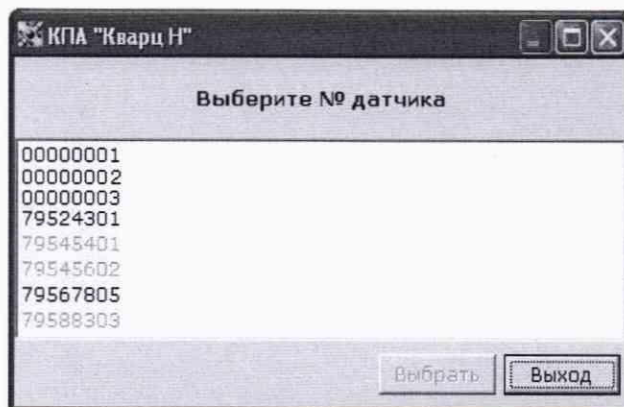 КПА "Кварц Н"
Выберите № датчика
00000001
00000002
00000003
79524301
79545401
79545602
79567805
79588303
Выбрать
Выход